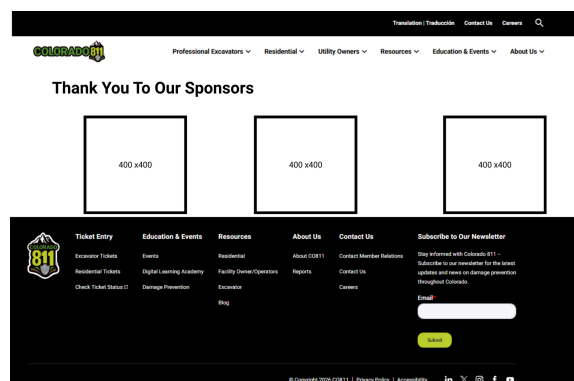 Translation | Traducción Contact Us Careers
COLORADO 811 Professional Excavators Residential Utility Owners Resources Education & Events About Us
Thank You To Our Sponsors
400 x400 400 x400 400 x400
COLORADO
811
Ticket Entry
Excavator Tickets
Residential Tickets
Check Ticket Status
Education & Events
Events
Digital Learning Academy
Damage Prevention
Resources
Residential
Facility Owner/Operators
Excavator
Blog
About Us
About CO811
Reports
Contact Us
Contact Member Relations
Contact Us
Careers
Subscribe to Our Newsletter
Stay informed with Colorado 811 –
Subscribe to our newsletter for the latest
updates and news on damage prevention
throughout Colorado.
Email*
Submit
© Copyright 2026 CO811 | Privacy Policy | Accessibility